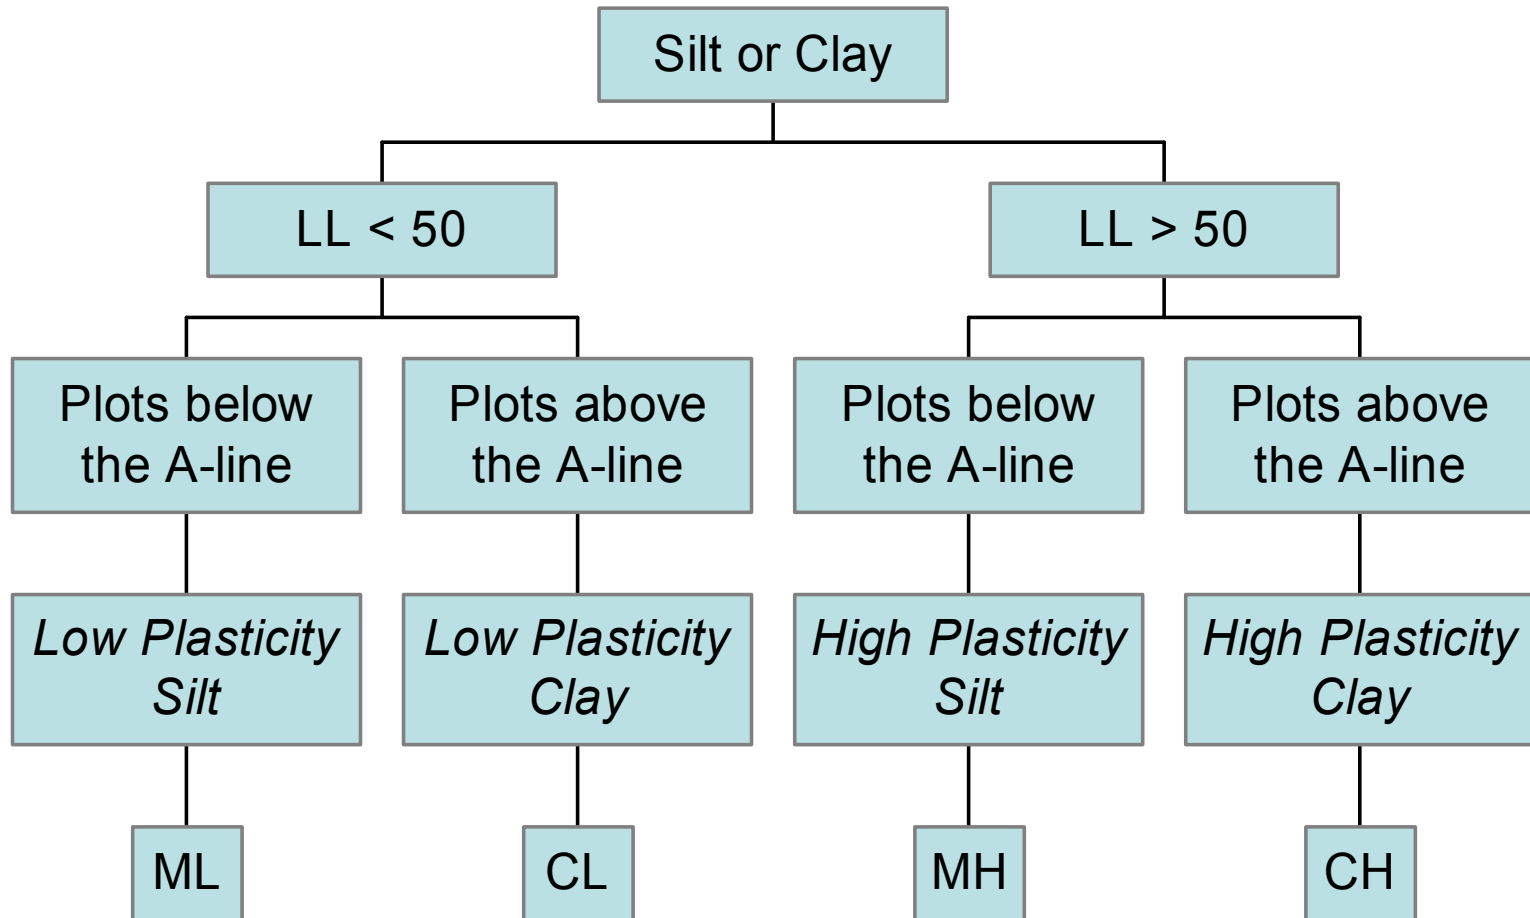 Silt or Clay
LL < 50
LL > 50
Plots below
the A-line
Plots above
the A-line
Plots below
the A-line
Plots above
the A-line
Low Plasticity
Silt
Low Plasticity
Clay
High Plasticity
Silt
High Plasticity
Clay
ML
CL
MH
CH